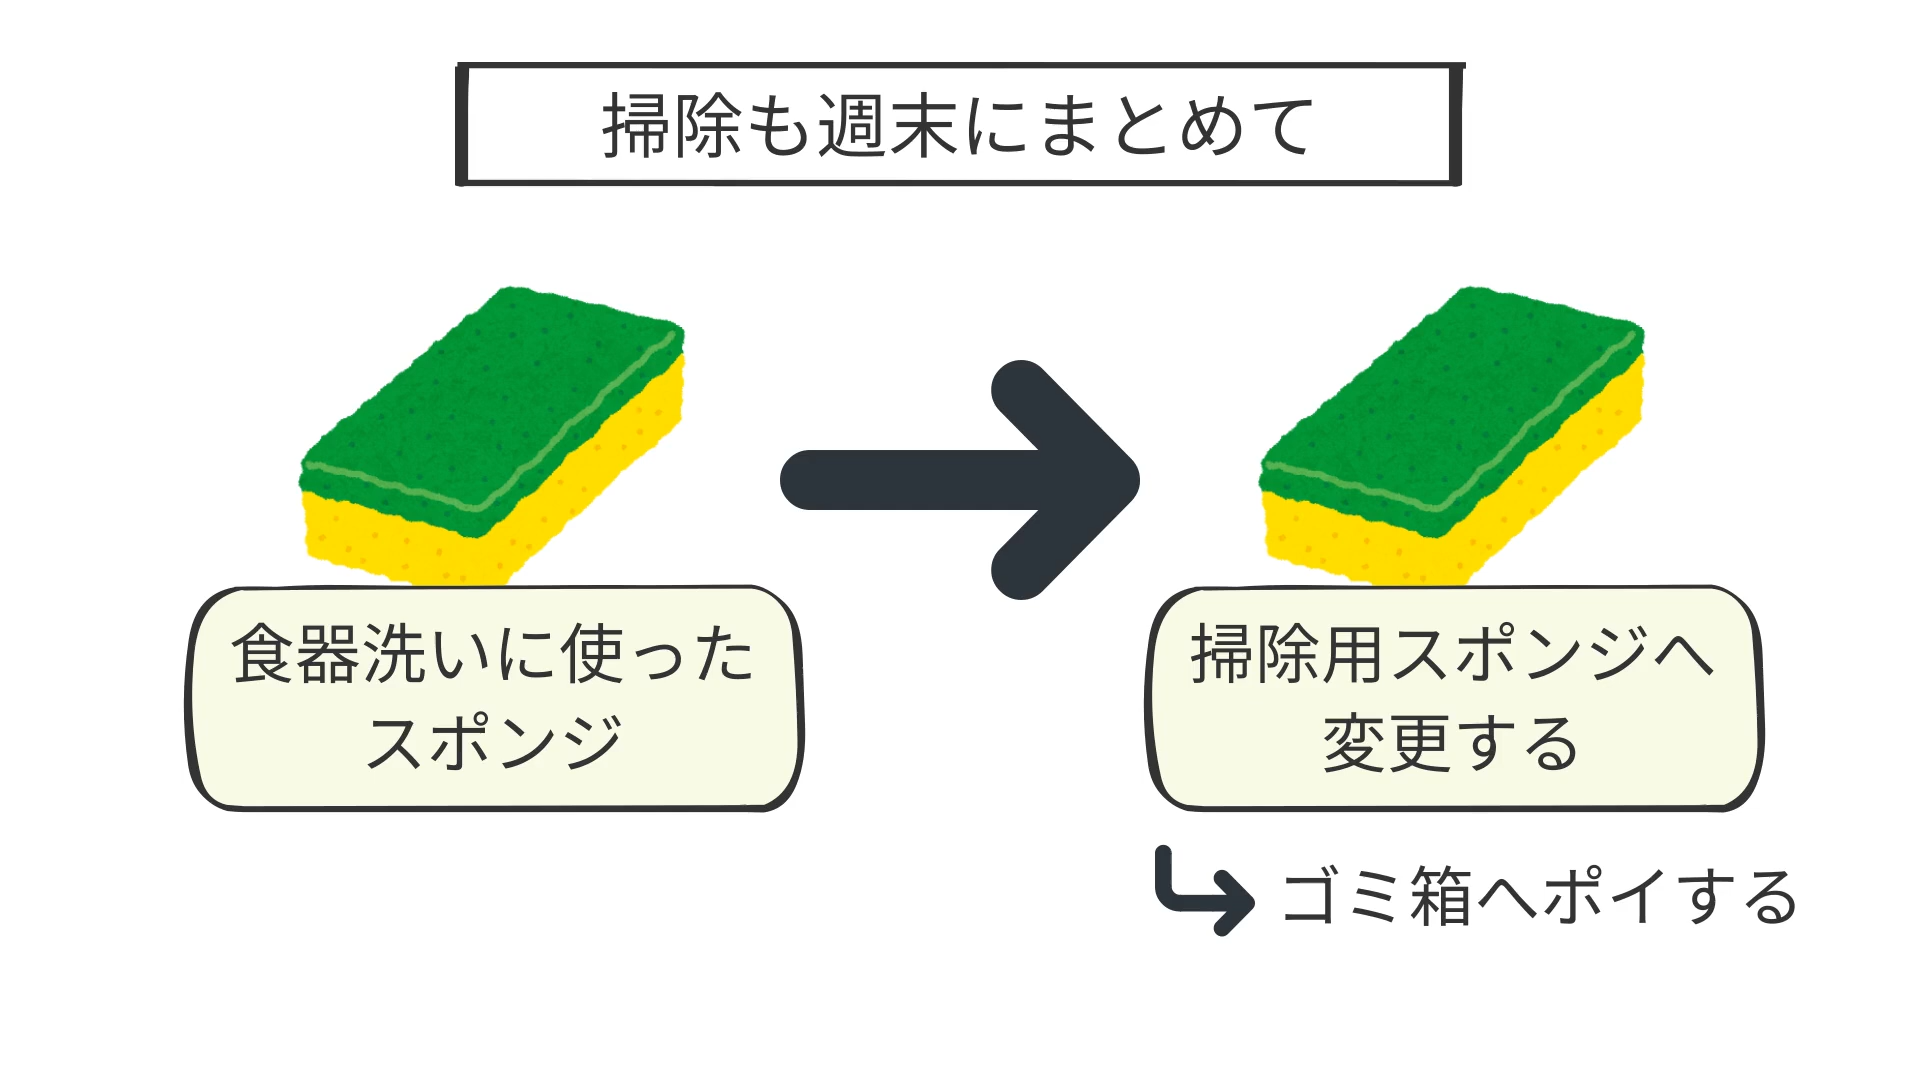 掃除も週末にまとめて
食器洗いに使った
スポンジ
掃除用スポンジへ
変更する
ゴミ箱へポイする